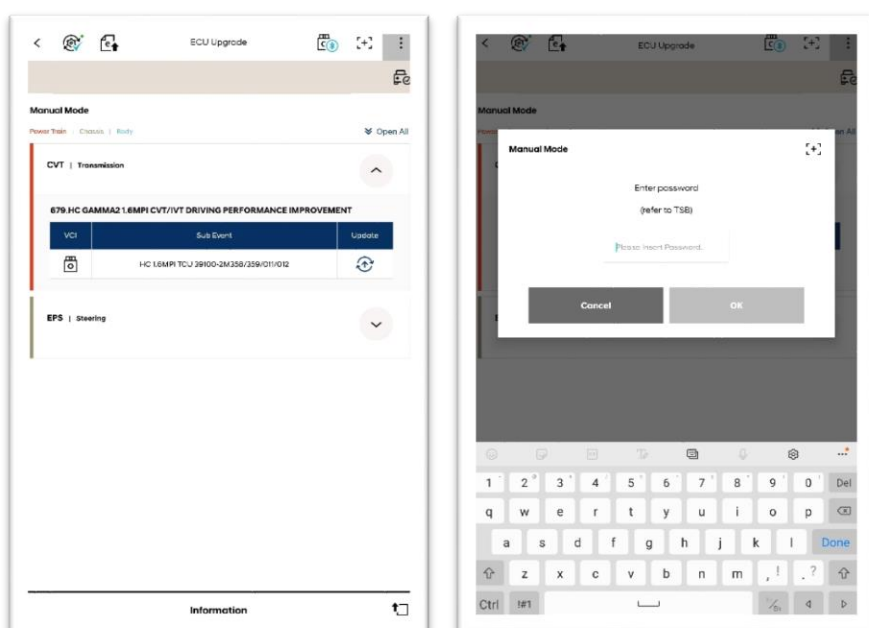 ECU Upgrade
Manual Mode
Power Train | Chassis | Body
Open All
CVT | Transmission
679.HC GAMMA2 1.6MPI CVT/IVT DRIVING PERFORMANCE IMPROVEMENT
VCI Sub Event Update
HC 1.6MPI TCU 39100-2M358/359/011/012
EPS | Steering
Information
ECU Upgrade
Manual Mode
Manual Mode
Enter password
(refer to TSB)
Please Insert Password.
Cancel OK
1 2 3 4 5 6 7 8 9 0 Del
q w e r t y u i o p
a s d f g h j k l Done
z x c v b n m , ! . ?
Ctrl !#1